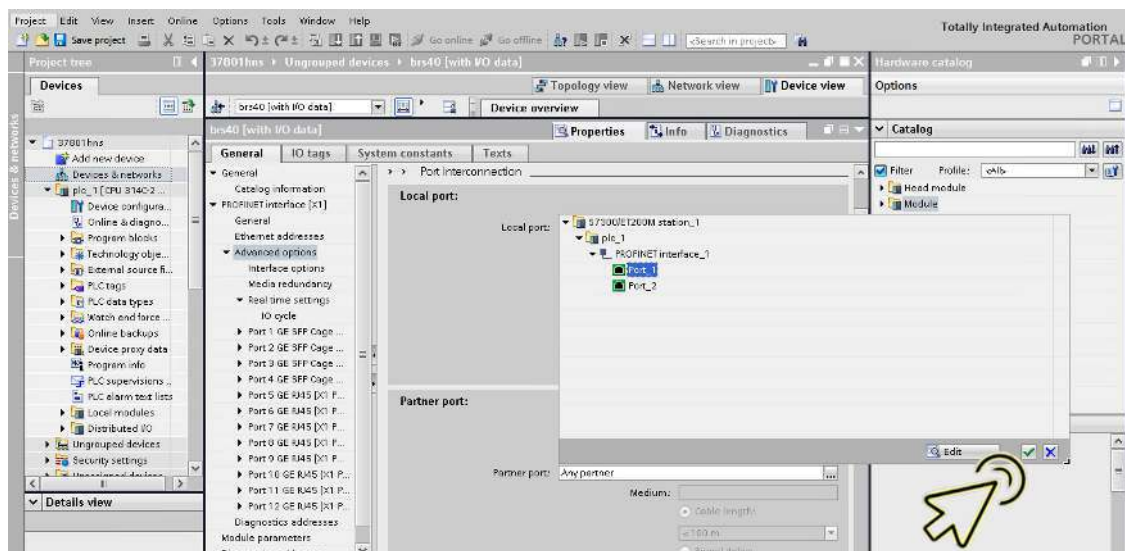 Project Edit View Insert Online Options Tools Window Help
Totally Integrated Automation
PORTAL
Save project
Go online
Go offline
<Search in project>
Project tree
37001hns › Ungrouped devices › brs40 [with I/O data]
Hardware catalog
Devices
Topology view
Network view
Device view
Options
brs40 [with I/O data]
Device overview
Devices & networks
brs40 [with I/O data]
Properties
Info
Diagnostics
Catalog
37001hns
General
IO tags
System constants
Texts
Add new device
General
Port interconnection
Filter
Profile:
<All>
Devices & networks
Catalog information
Local port:
Head module
plc_1 [CPU 314C-2 ...
PROFINET interface [X1]
Module
Device configura...
General
Local port:
S7300/ET200M station_1
Online & diagno...
Ethernet addresses
plc_1
Program blocks
Advanced options
PROFINET interface_1
Technology obje...
Interface options
Port_1
External source fi...
Media redundancy
Port_2
PLC tags
Real time settings
PLC data types
IO cycle
Watch and force ...
Port 1 GE SFP Cage ...
Online backups
Port 2 GE SFP Cage ...
Device proxy data
Port 3 GE SFP Cage ...
Program info
Port 4 GE SFP Cage ...
PLC supervisions ..
Port 5 GE RJ45 [X1 P...
Partner port:
PLC alarm text lists
Port 6 GE RJ45 [X1 P...
Local modules
Port 7 GE RJ45 [X1 P...
Distributed I/O
Port 8 GE RJ45 [X1 P...
Ungrouped devices
Port 9 GE RJ45 [X1 P...
Edit
Security settings
Port 10 GE RJ45 [X1 P...
Partner port:
Any partner
Port 11 GE RJ45 [X1 P...
Medium:
Details view
Port 12 GE RJ45 [X1 P...
Cable length:
Diagnostics addresses
<100 m
Module parameters